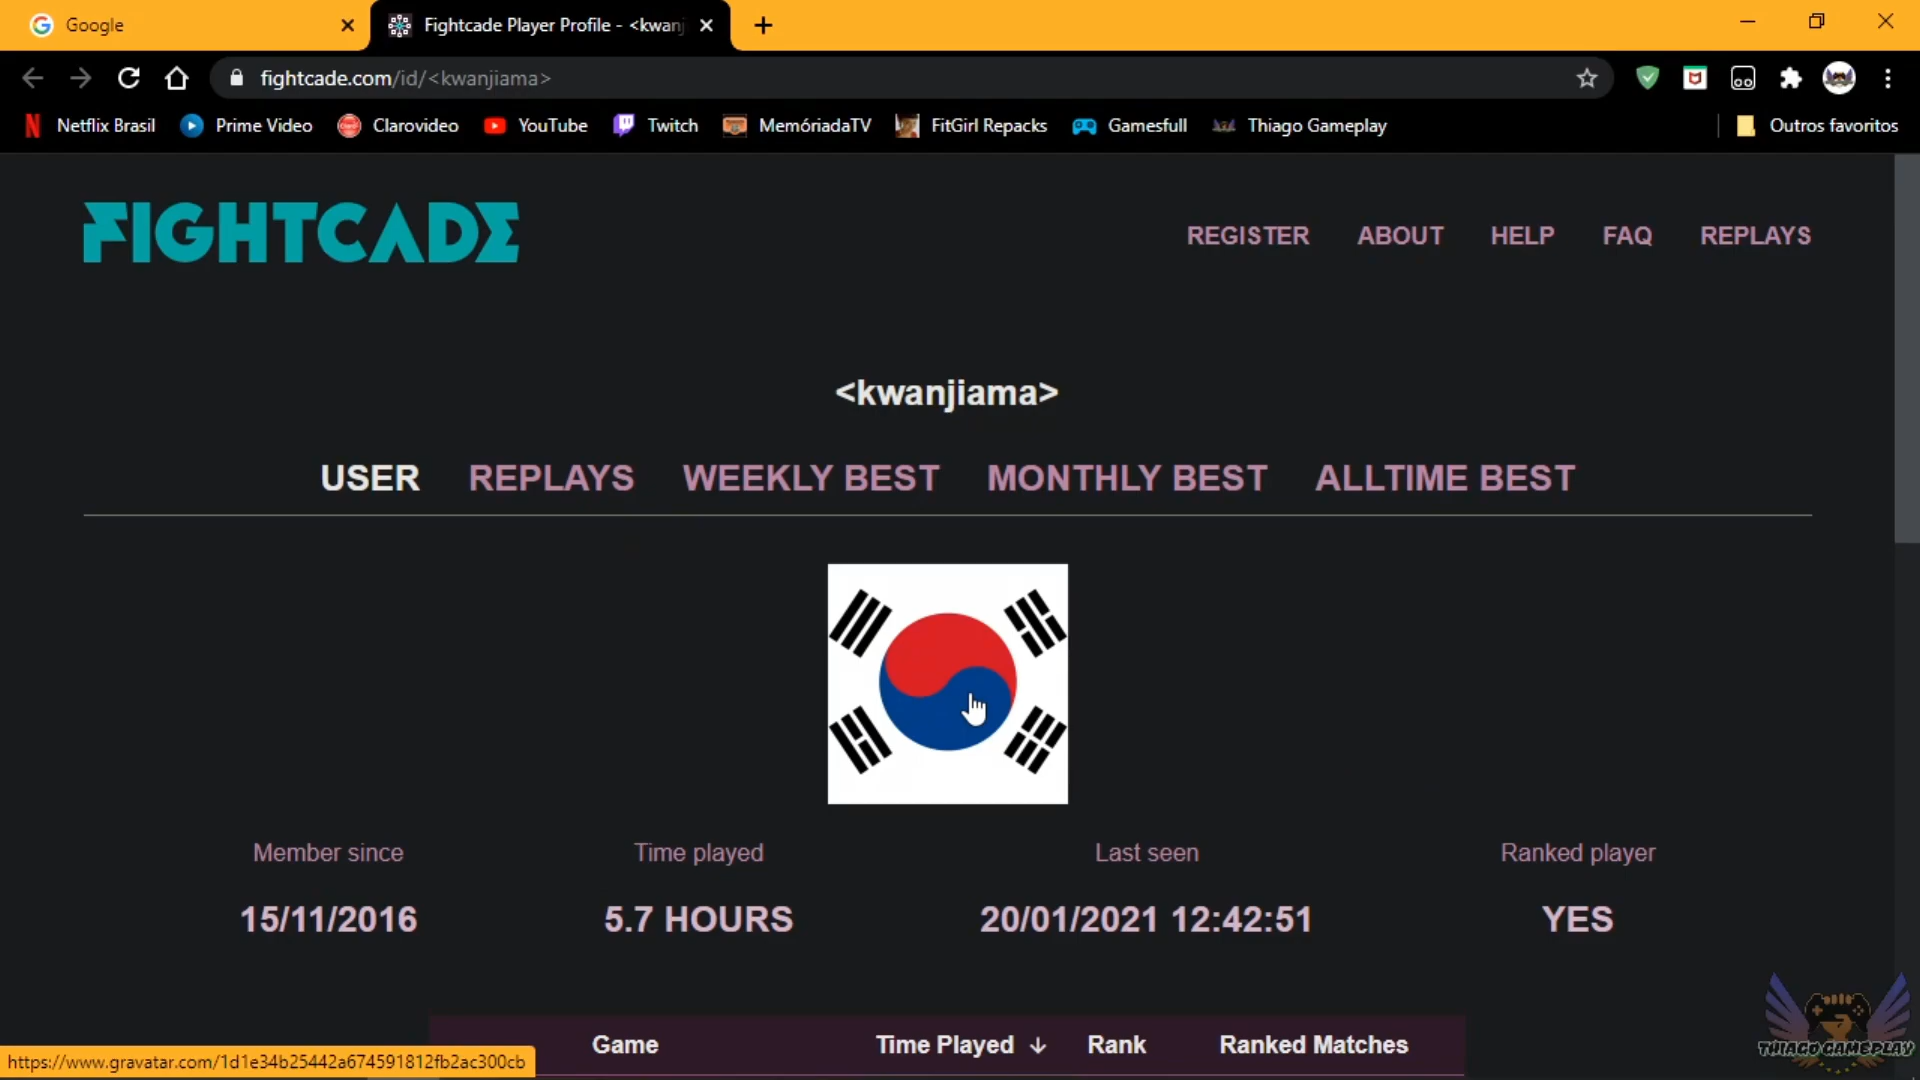 Google
Fightcade Player Profile - <kwanj
fightcade.com/id/<kwanjiama>
Netflix Brasil Prime Video Clarovideo YouTube Twitch MemóriadaTV FitGirl Repacks Gamesfull Thiago Gameplay Outros favoritos
FIGHTCADE
REGISTER ABOUT HELP FAQ REPLAYS
<kwanjiama>
USER REPLAYS WEEKLY BEST MONTHLY BEST ALLTIME BEST
Member since Time played Last seen Ranked player
15/11/2016 5.7 HOURS 20/01/2021 12:42:51 YES
Game Time Played ↓ Rank Ranked Matches
https://www.gravatar.com/1d1e34b25442a674591812fb2ac300cb
THIAGO GAMEPLAY